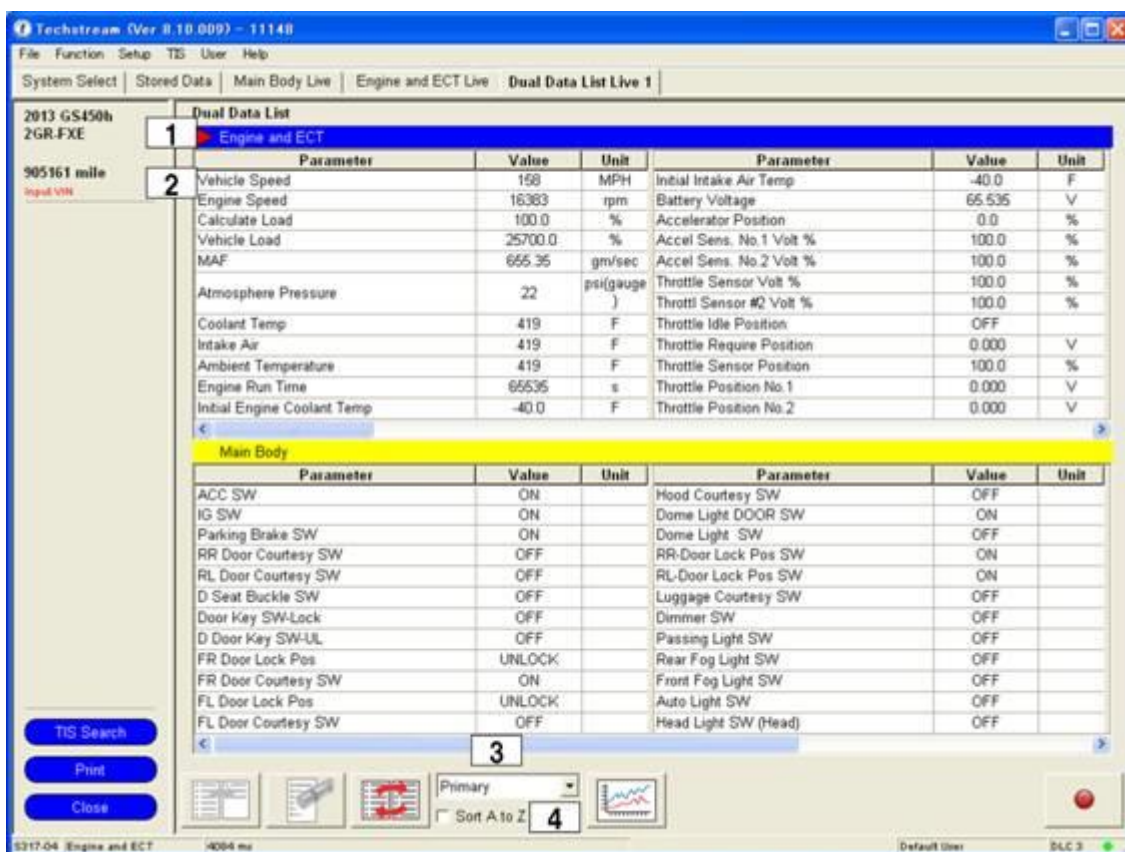 Techstream (Ver 8.10.009) - 11148
File Function Setup TIS User Help
System Select Stored Data Main Body Live Engine and ECT Live Dual Data List Live 1
2013 GS450h
2GR-FXE
905161 mile
Input VIN
Dual Data List
1
Engine and ECT
Parameter Value Unit Parameter Value Unit
2
Vehicle Speed 158 MPH Initial Intake Air Temp -40.0 F
Engine Speed 16383 rpm Battery Voltage 65.535 V
Calculate Load 100.0 % Accelerator Position 0.0 %
Vehicle Load 25700.0 % Accel Sens. No.1 Volt % 100.0 %
MAF 655.35 gm/sec Accel Sens. No.2 Volt % 100.0 %
Atmosphere Pressure 22 psi(gauge) Throttle Sensor Volt % 100.0 %
Throttl Sensor #2 Volt % 100.0 %
Coolant Temp 419 F Throttle Idle Position OFF
Intake Air 419 F Throttle Require Position 0.000 V
Ambient Temperature 419 F Throttle Sensor Position 100.0 %
Engine Run Time 65535 s Throttle Position No.1 0.000 V
Initial Engine Coolant Temp -40.0 F Throttle Position No.2 0.000 V
Main Body
Parameter Value Unit Parameter Value Unit
ACC SW ON Hood Courtesy SW OFF
IG SW ON Dome Light DOOR SW ON
Parking Brake SW ON Dome Light SW OFF
RR Door Courtesy SW OFF RR-Door Lock Pos SW ON
RL Door Courtesy SW OFF RL-Door Lock Pos SW ON
D Seat Buckle SW OFF Luggage Courtesy SW OFF
Door Key SW-Lock OFF Dimmer SW OFF
D Door Key SW-UL OFF Passing Light SW OFF
FR Door Lock Pos UNLOCK Rear Fog Light SW OFF
FR Door Courtesy SW ON Front Fog Light SW OFF
FL Door Lock Pos UNLOCK Auto Light SW OFF
FL Door Courtesy SW OFF Head Light SW (Head) OFF
3
TIS Search
Print
Close
Primary
Sort A to Z
4
S317-04 Engine and ECT 4084 ms Default User DLC 3